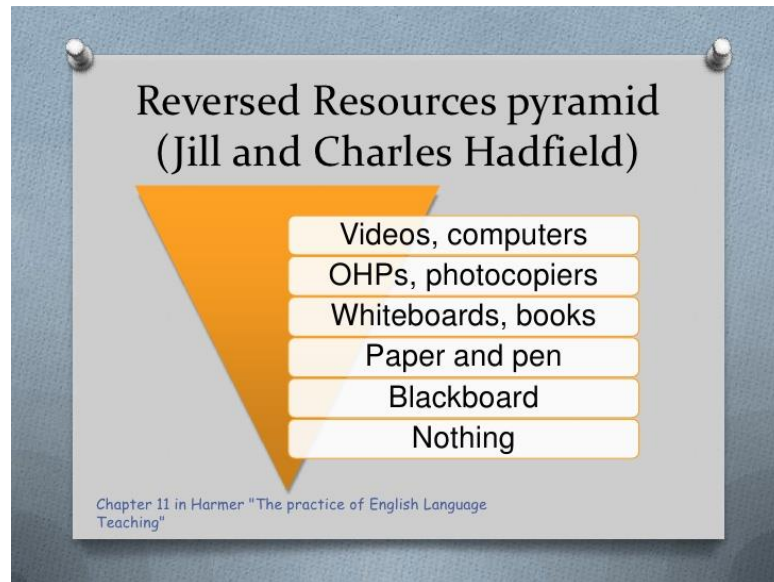 Reversed Resources pyramid
(Jill and Charles Hadfield)
Videos, computers
OHPs, photocopiers
Whiteboards, books
Paper and pen
Blackboard
Nothing
Chapter 11 in Harmer "The practice of English Language
Teaching"